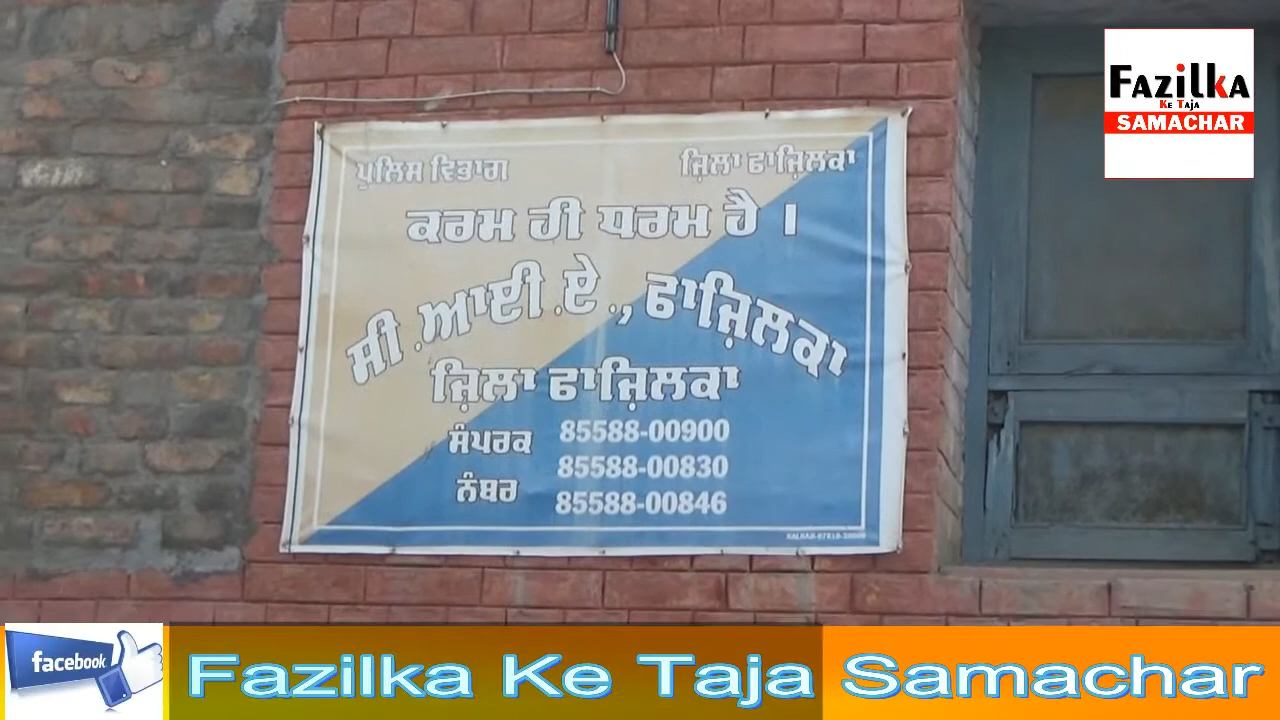 Fazilka
Ke Taja
SAMACHAR
ਪੁਲਿਸ ਵਿਭਾਗ ਜ਼ਿਲਾ ਫਾਜ਼ਿਲਕਾ
ਕਰਮ ਹੀ ਧਰਮ ਹੈ ।
ਸੀ.ਆਈ.ਏ., ਫਾਜ਼ਿਲਕਾ
ਜ਼ਿਲਾ ਫਾਜ਼ਿਲਕਾ
ਸੰਪਰਕ 85588-00900
85588-00830
ਨੰਬਰ 85588-00846
facebook
Fazilka Ke Taja Samachar